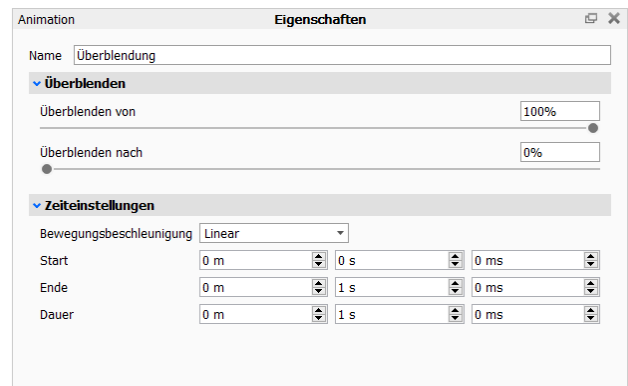 Animation Eigenschaften
Name Überblendung
Überblenden
Überblenden von 100%
Überblenden nach 0%
Zeiteinstellungen
Bewegungsbeschleunigung Linear
Start 0 m 0 s 0 ms
Ende 0 m 1 s 0 ms
Dauer 0 m 1 s 0 ms